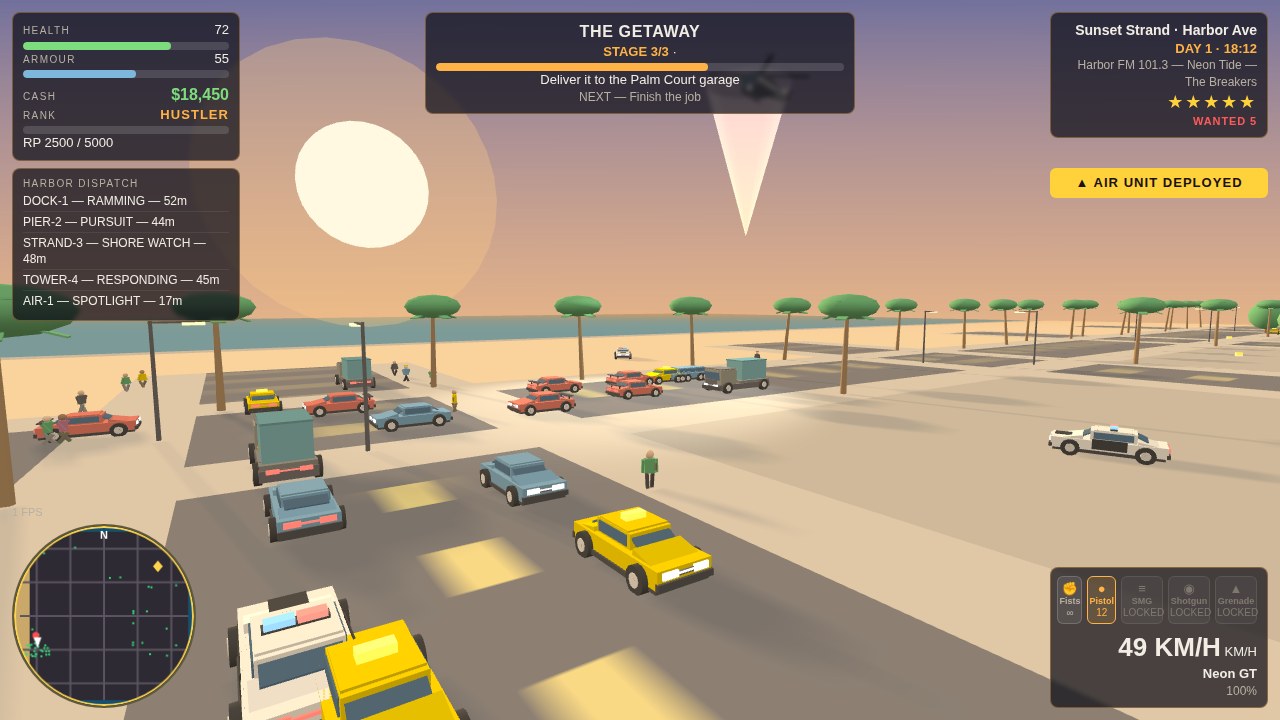 HEALTH 72
ARMOUR 55
CASH $18,450
RANK HUSTLER
RP 2500 / 5000
HARBOR DISPATCH
DOCK-1 — RAMMING — 52m
PIER-2 — PURSUIT — 44m
STRAND-3 — SHORE WATCH —
48m
TOWER-4 — RESPONDING — 45m
AIR-1 — SPOTLIGHT — 17m
THE GETAWAY
STAGE 3/3 ·
Deliver it to the Palm Court garage
NEXT — Finish the job
Sunset Strand · Harbor Ave
DAY 1 · 18:12
Harbor FM 101.3 — Neon Tide —
The Breakers
★★★★★
WANTED 5
▲ AIR UNIT DEPLOYED
FPS
N
Fists Pistol SMG Shotgun Grenade
∞ 12 LOCKED LOCKED LOCKED
49 KM/H KM/H
Neon GT
100%